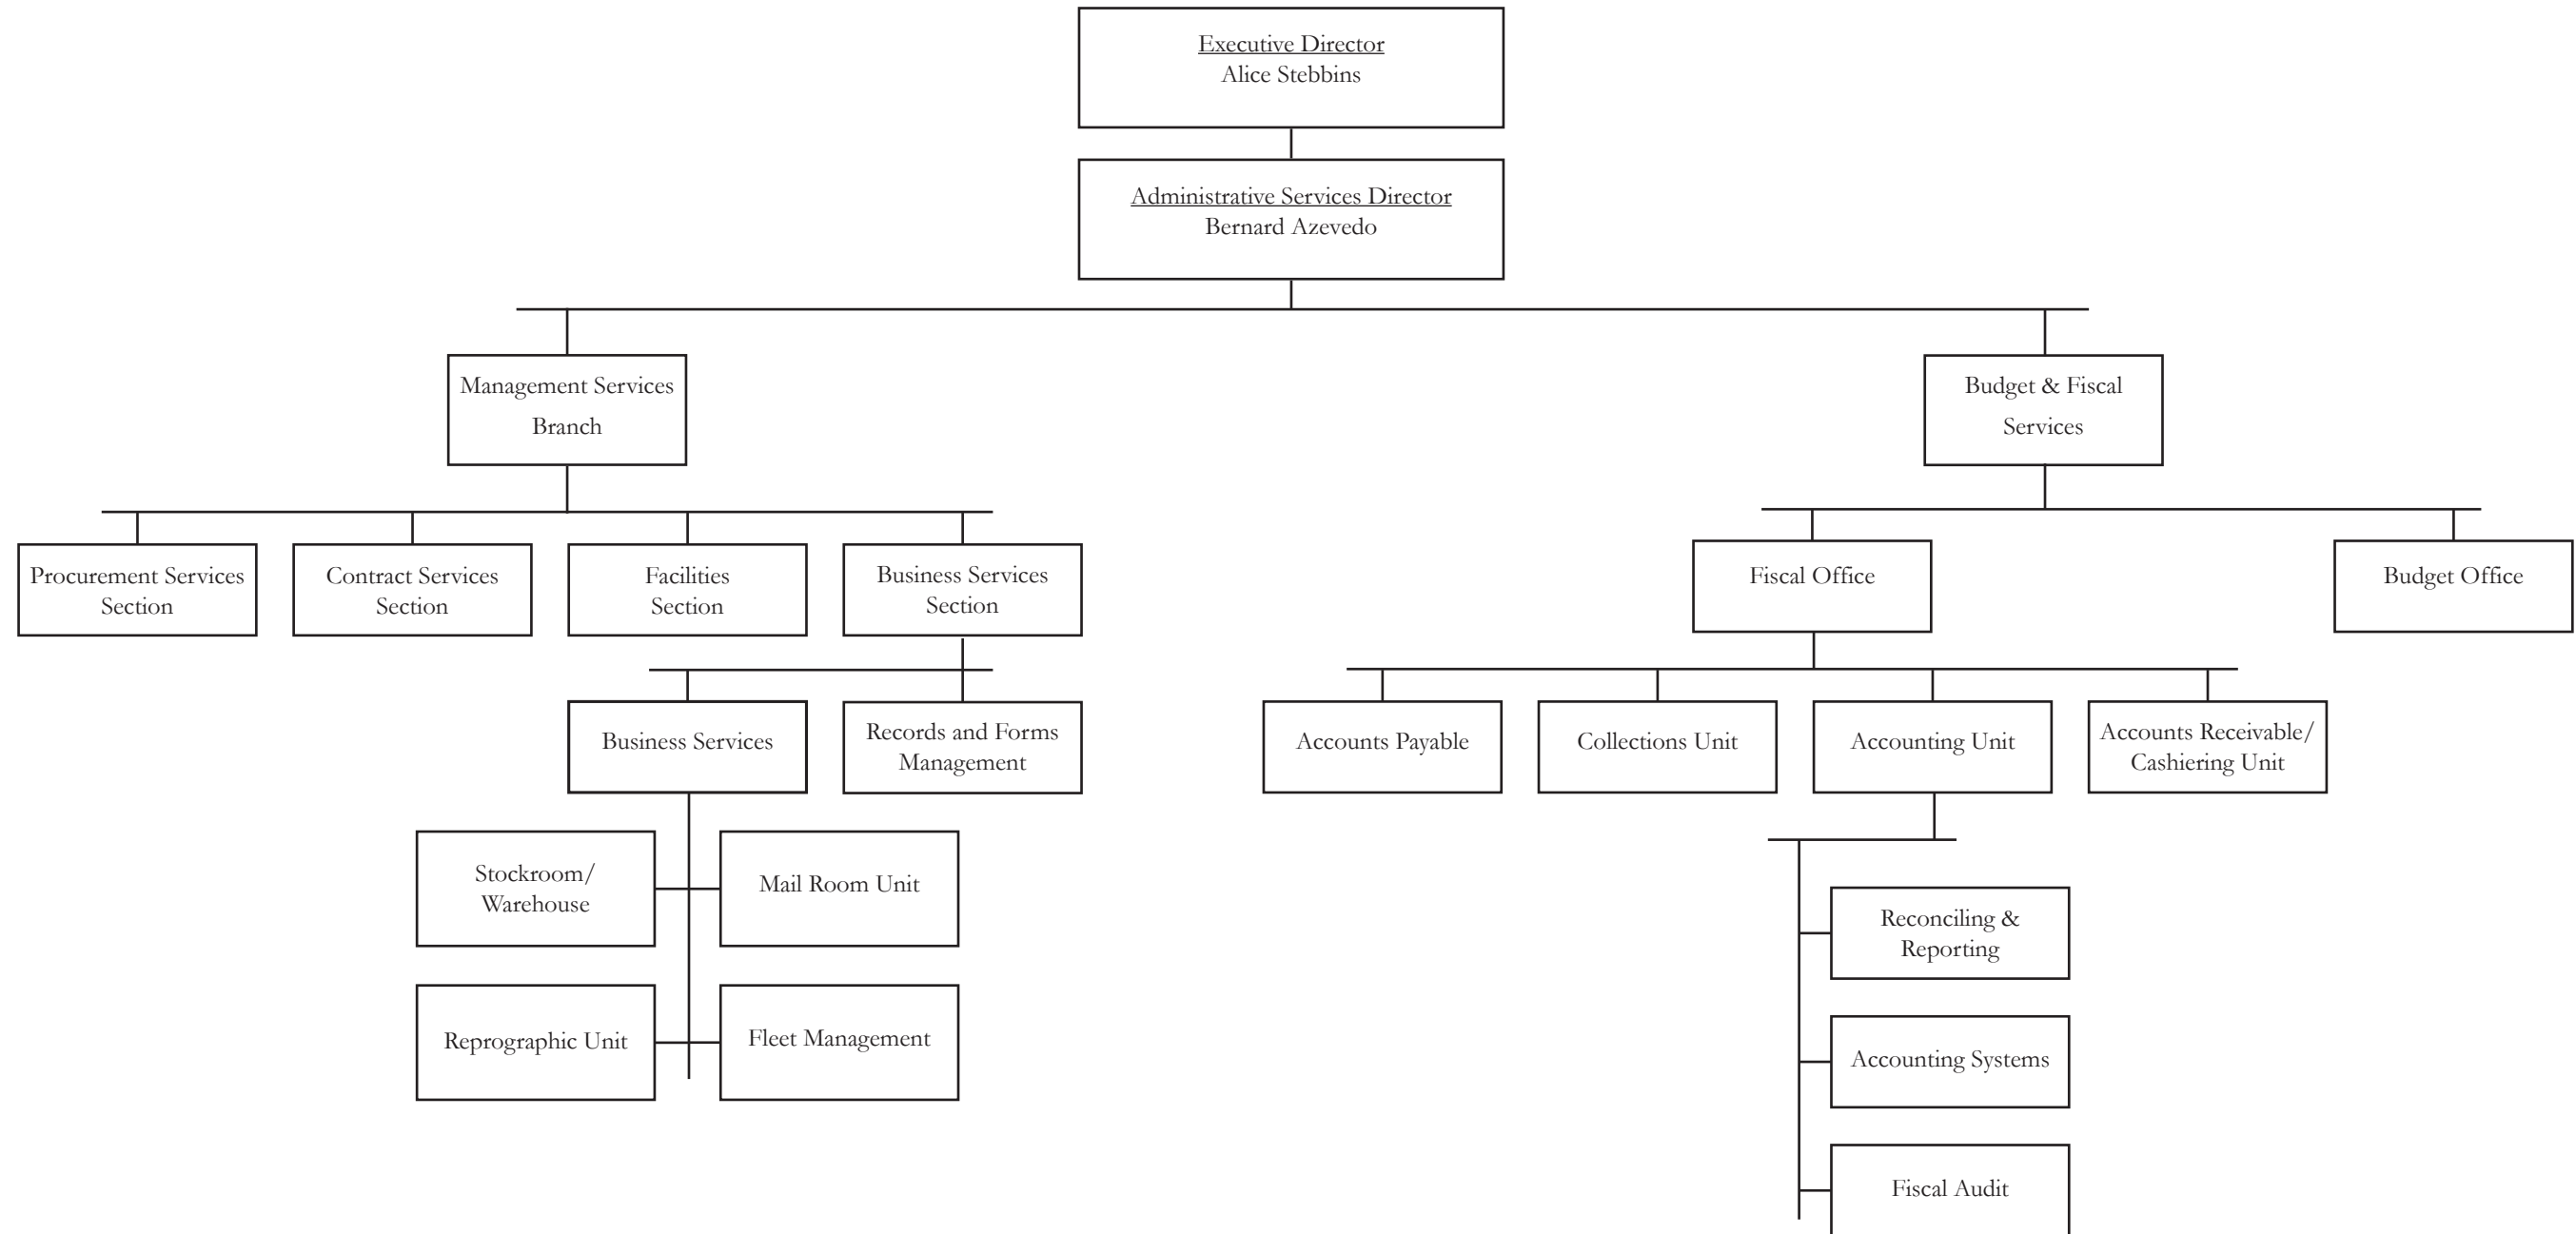 Executive Director
Alice Stebbins
Administrative Services Director
Bernard Azevedo
Management Services
Branch
Budget & Fiscal
Services
Procurement Services
Section
Contract Services
Section
Facilities
Section
Business Services
Section
Fiscal Office
Budget Office
Business Services
Records and Forms
Management
Accounts Payable
Collections Unit
Accounting Unit
Accounts Receivable/
Cashiering Unit
Stockroom/
Warehouse
Mail Room Unit
Reprographic Unit
Fleet Management
Reconciling &
Reporting
Accounting Systems
Fiscal Audit